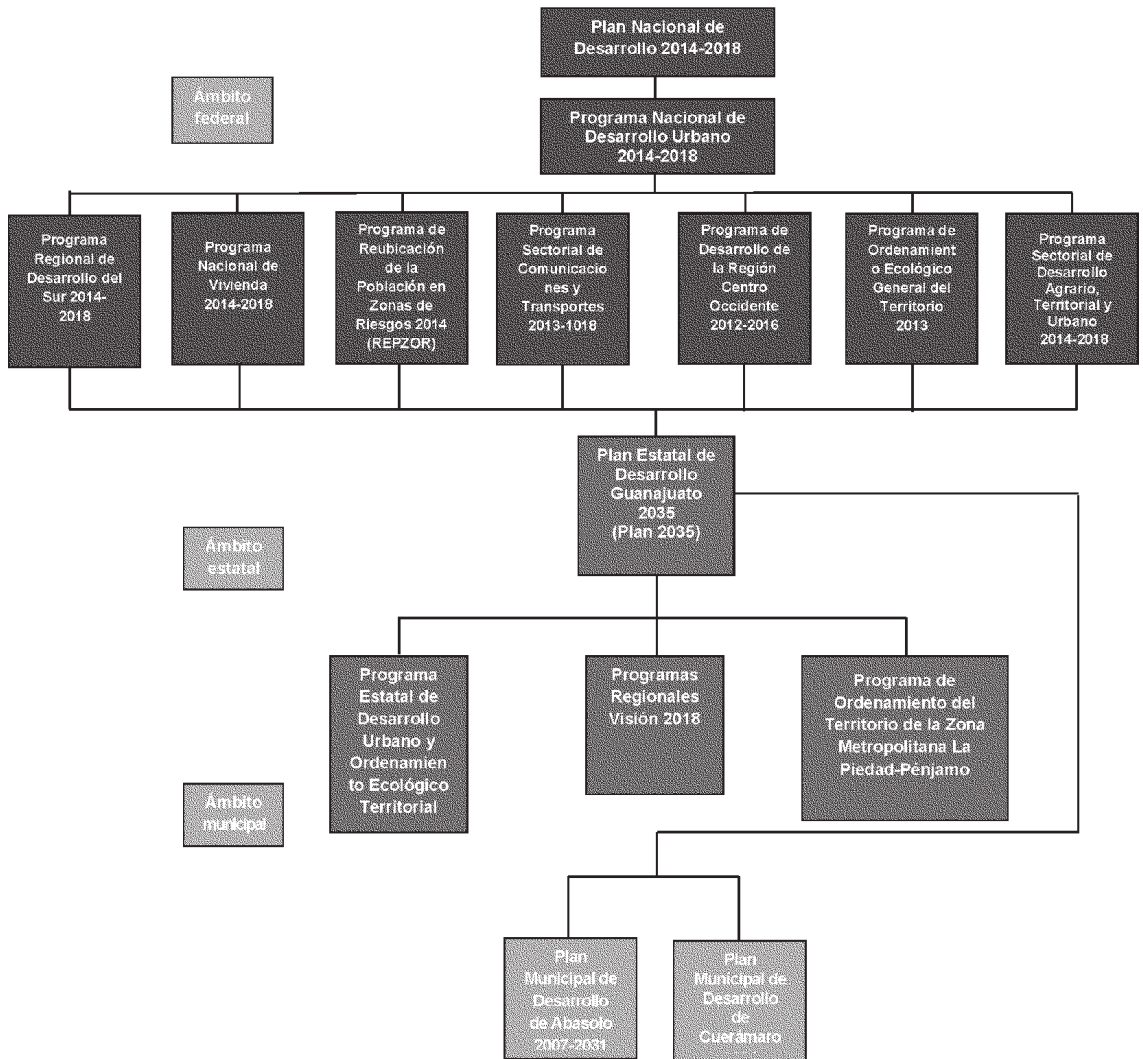 Plan Nacional de
Desarrollo 2014-2018
Ámbito
federal
Programa Nacional de
Desarrollo Urbano
2014-2018
Programa
Regional de
Desarrollo del
Sur 2014-
2018
Programa
Nacional de
Vivienda
2014-2018
Programa de
Reubicación
de la
Población en
Zonas de
Riesgos 2014
(REPZOR)
Programa
Sectorial de
Comunicacio
nes y
Transportes
2013-1018
Programa de
Desarrollo de
la Región
Centro
Occidente
2012-2016
Programa de
Ordenamient
o Ecológico
General del
Territorio
2013
Programa
Sectorial de
Desarrollo
Agrario,
Territorial y
Urbano
2014-2018
Plan Estatal de
Desarrollo
Guanajuato
2035
(Plan 2035)
Ámbito
estatal
Programa
Estatal de
Desarrollo
Urbano y
Ordenamien
to Ecológico
Territorial
Programas
Regionales
Visión 2018
Programa de
Ordenamiento del
Territorio de la Zona
Metropolitana La
Piedad-Pénjamo
Ámbito
municipal
Plan
Municipal de
Desarrollo
de Abasolo
2007-2031
Plan
Municipal de
Desarrollo
de
Cuerámaro